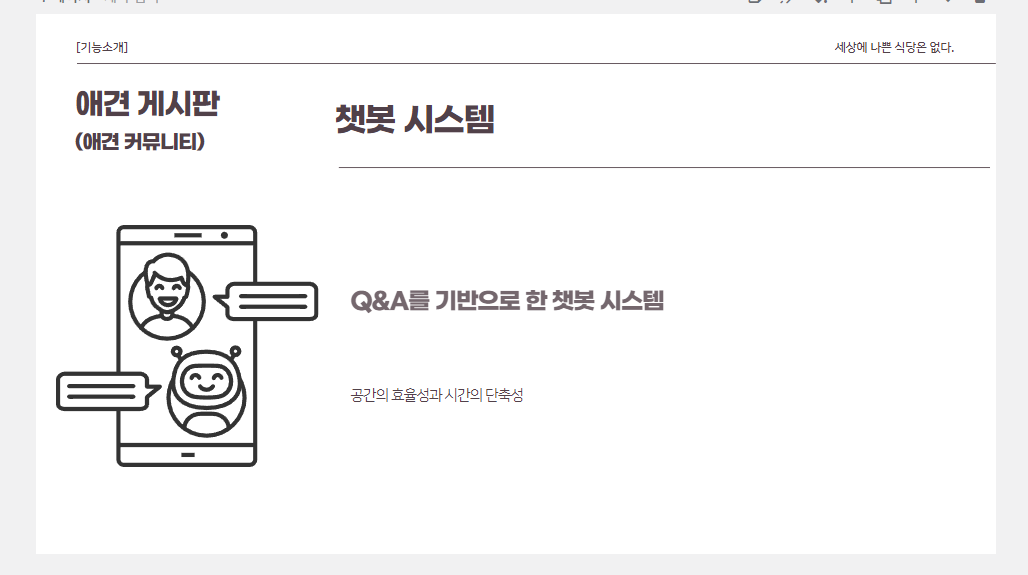 [기능소개]
세상에 나쁜 식당은 없다.
애견 게시판
(애견 커뮤니티)
챗봇 시스템
Q&A를 기반으로 한 챗봇 시스템
공간의 효율성과 시간의 단축성